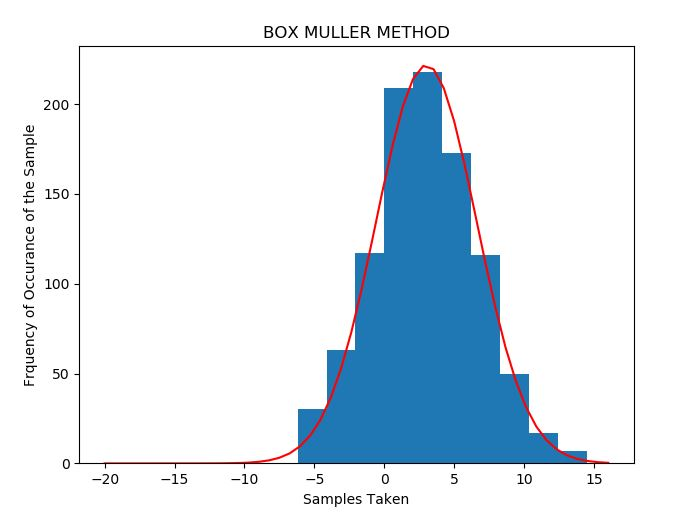 BOX MULLER METHOD
Frquency of Occurance of the Sample
200
150
100
50
0
−20 −15 −10 −5 0 5 10 15
Samples Taken